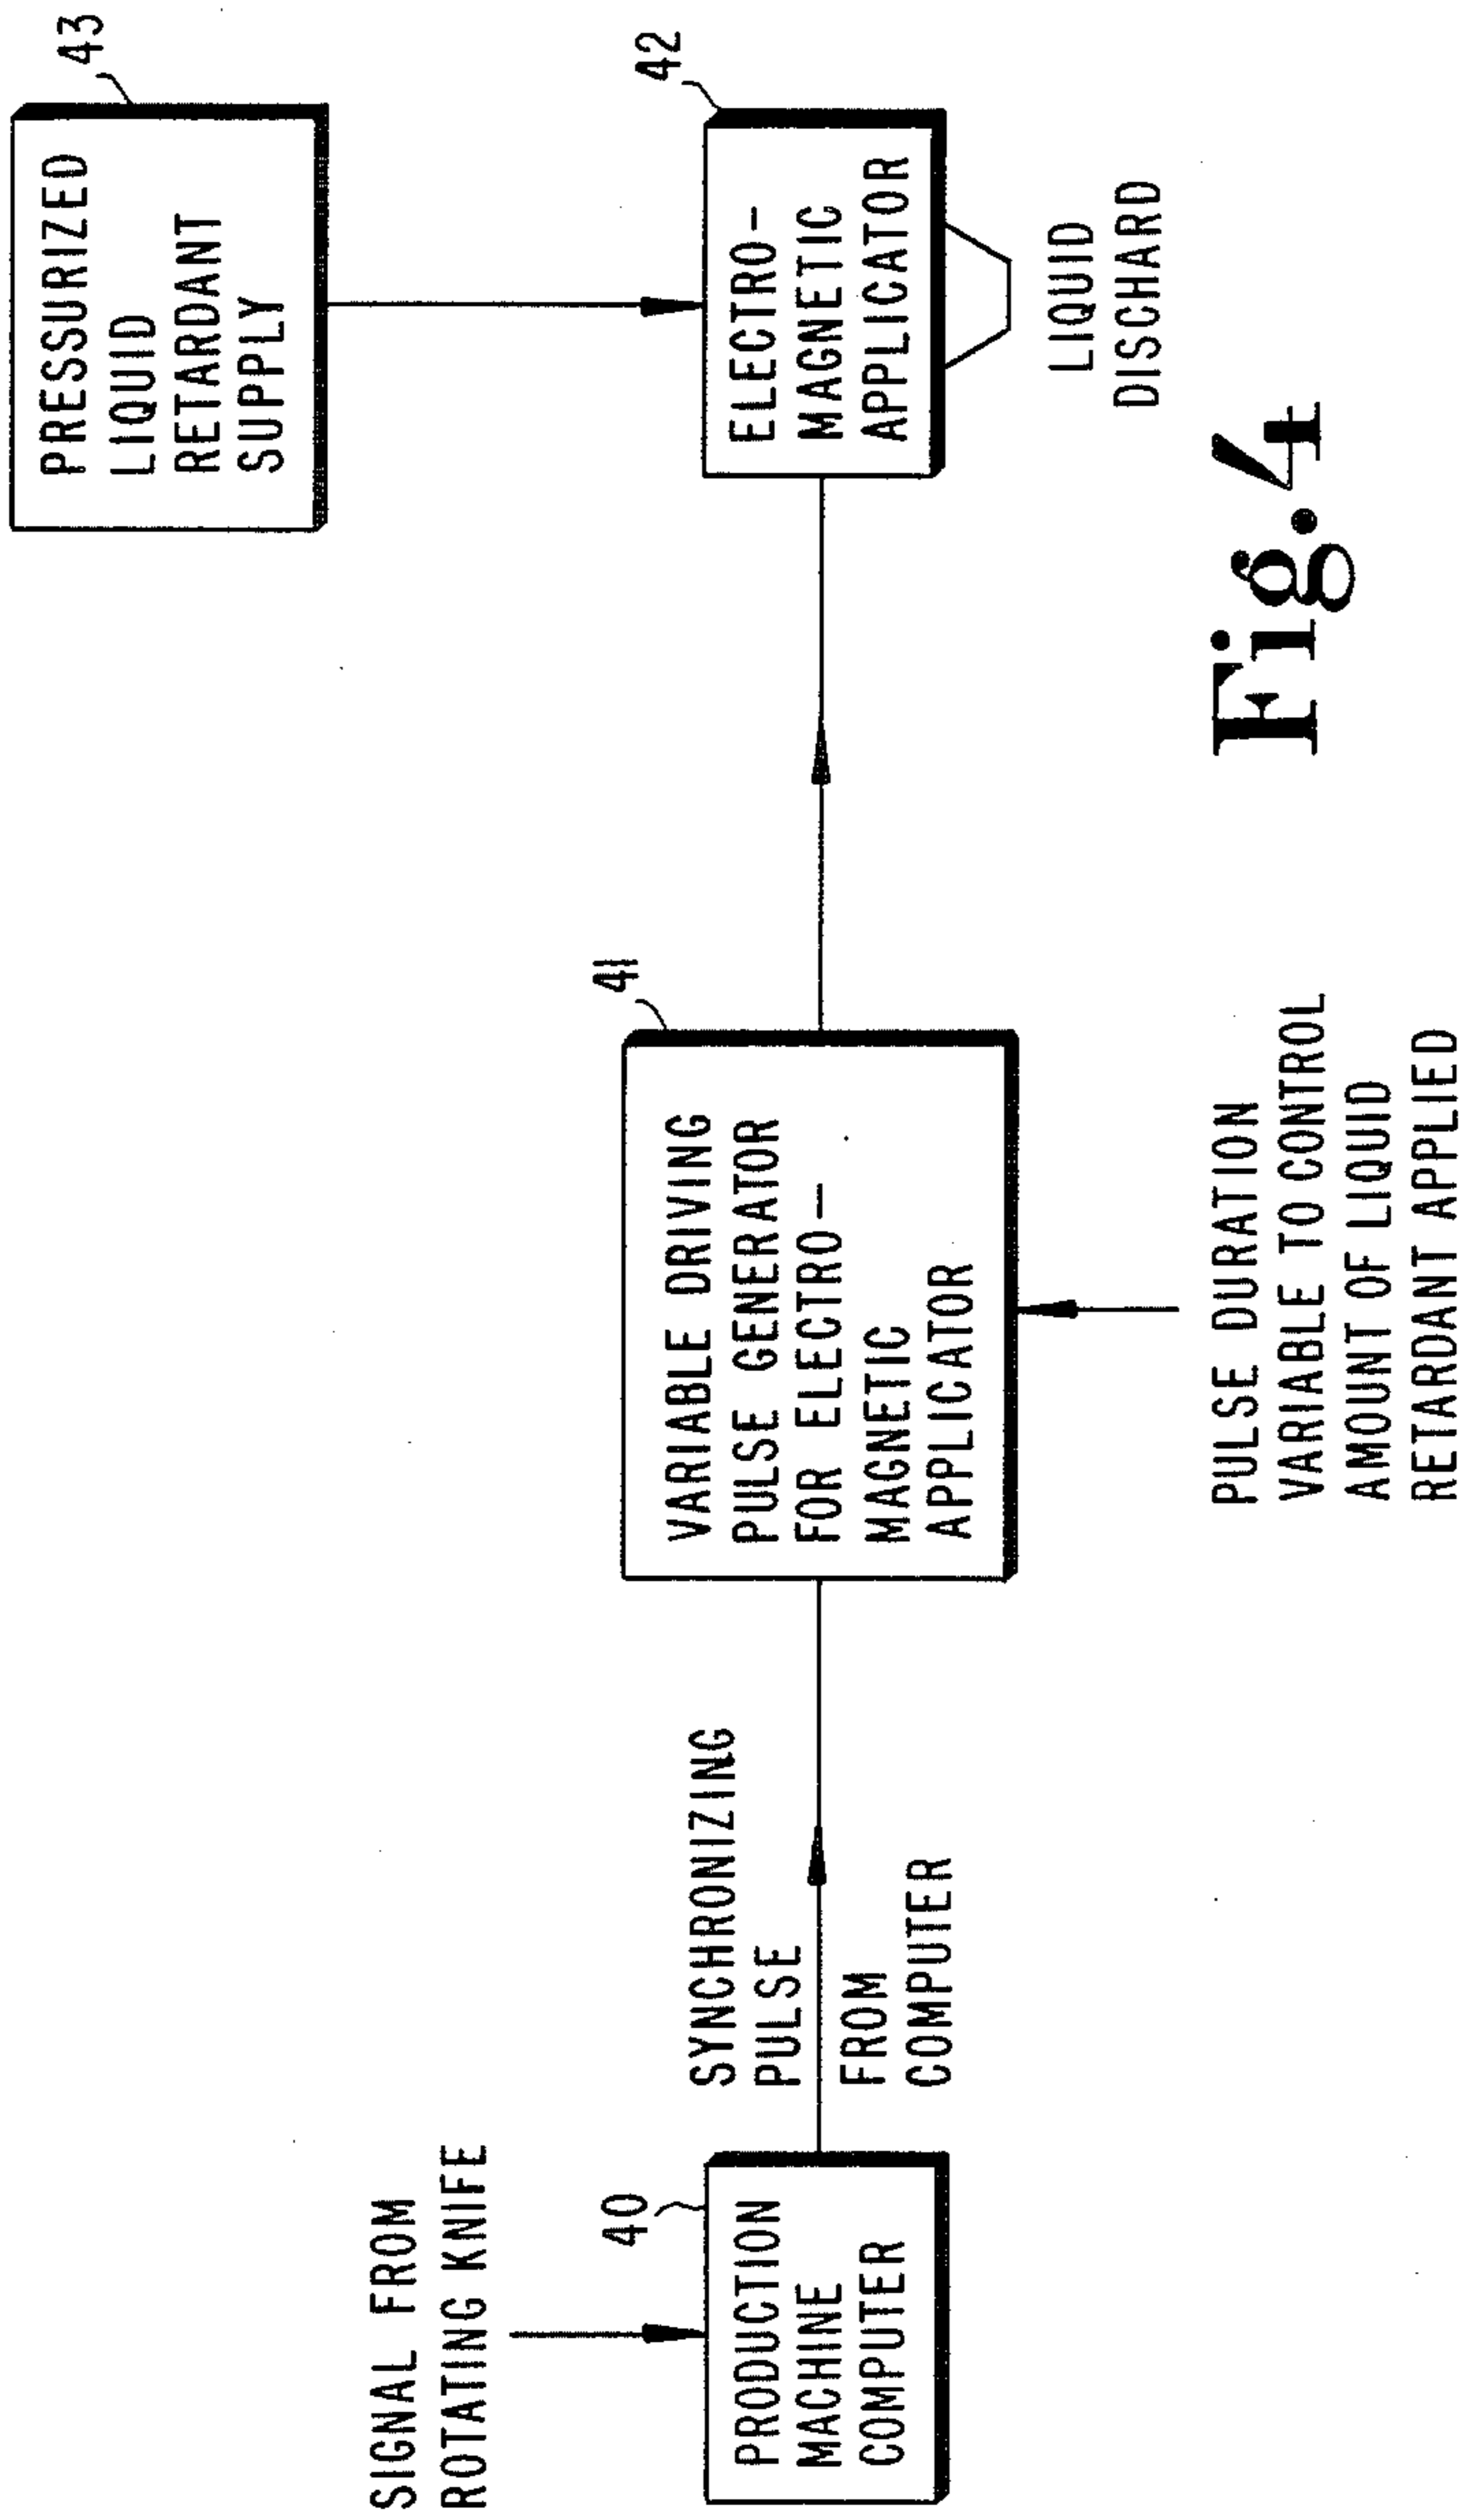 SIGNAL FROM
ROTATING KNIFE
40
PRODUCTION
MACHINE
COMPUTER
SYNCHRONIZING
PULSE
FROM
COMPUTER
41
VARIABLE DRIVING
PULSE GENERATOR
FOR ELECTRO-
MAGNETIC
APPLICATOR
PULSE DURATION
VARIABLE TO CONTROL
AMOUNT OF LIQUID
RETARDANT APPLIED
43
PRESSURIZED
LIQUID
RETARDANT
SUPPLY
42
ELECTRO-
MAGNETIC
APPLICATOR
LIQUID
DISCHARD
Fig. 4